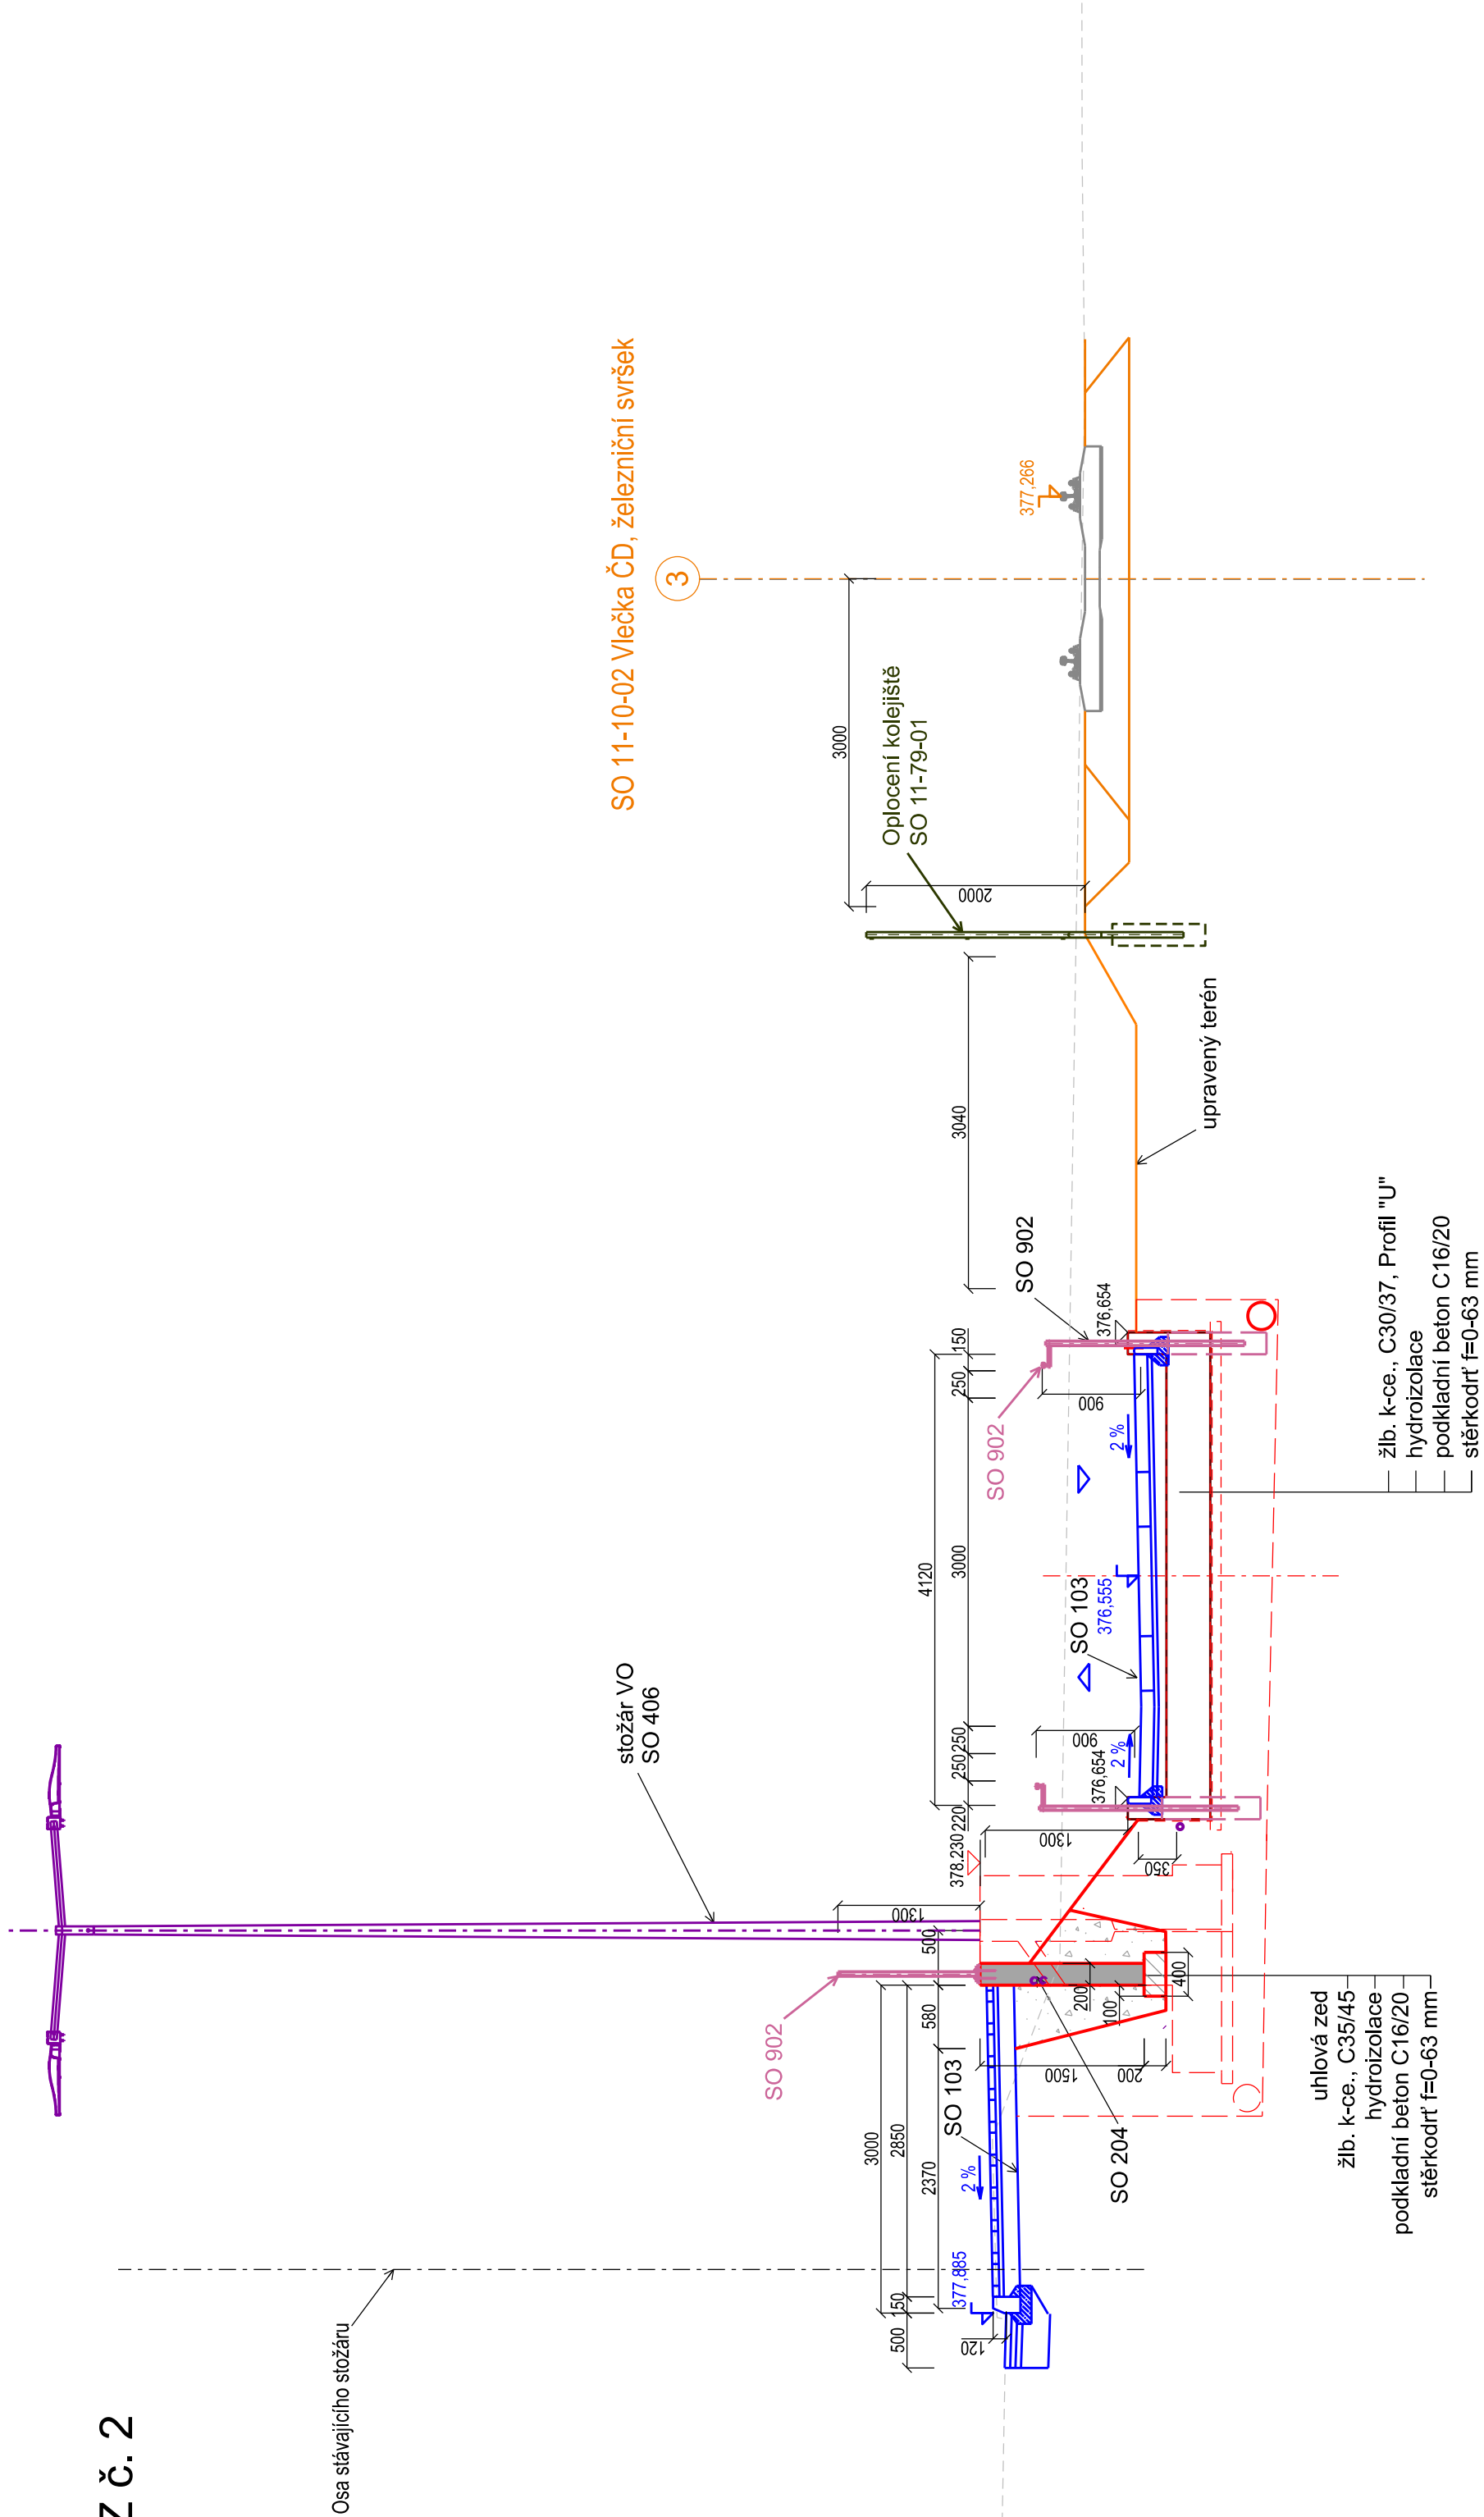 Z č. 2
Osa stávajícího stožáru
stožár VO
SO 406
SO 11-10-02 Vlečka ČD, železniční svršek
3
377,266
3000
Oplocení kolejiště
SO 11-79-01
2000
3040
upravený terén
SO 902
SO 902
376,654
150
250
900
2 %
4120
3000
SO 103
376,555
250
250
220
900
2 %
376,654
1300
350
378.230
1300
500
SO 902
580
200
100
400
1500
200
SO 103
SO 204
3000
2850
2370
2 %
377,885
150
500
120
žlb. k-ce., C30/37, Profil "U"
hydroizolace
podkladní beton C16/20
stěrkodrť f=0-63 mm
uhlová zed
žlb. k-ce., C35/45
hydroizolace
podkladní beton C16/20
stěrkodrť f=0-63 mm